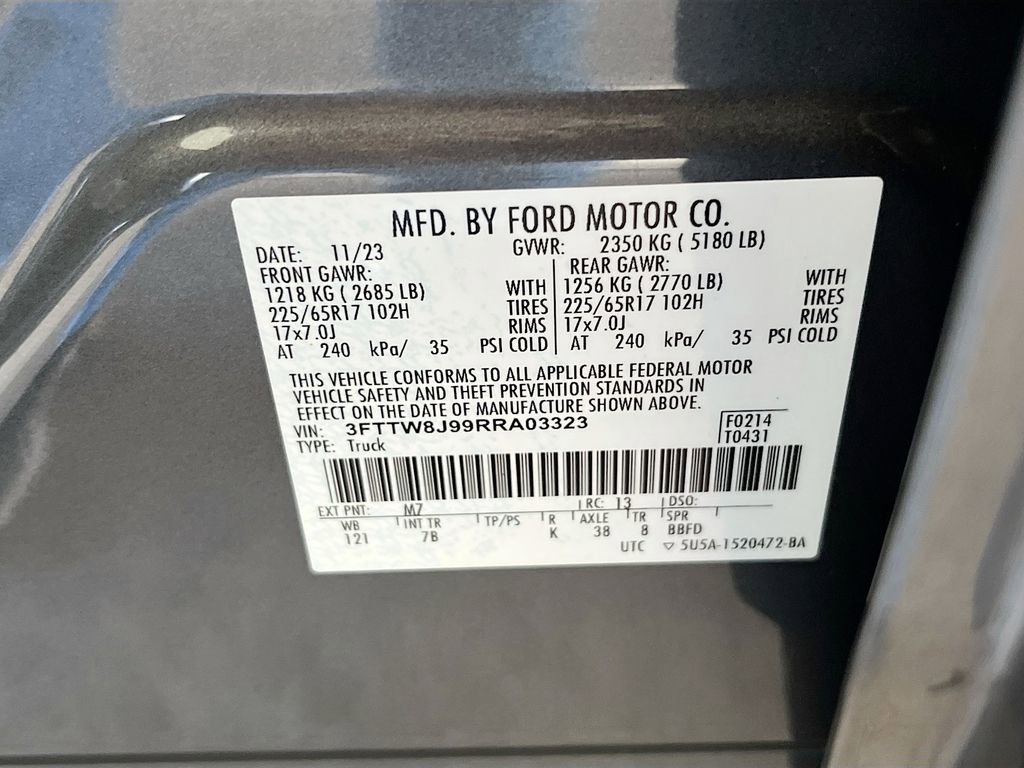 MFD. BY FORD MOTOR CO.
DATE: 11/23 GVWR: 2350 KG ( 5180 LB)
FRONT GAWR: REAR GAWR:
1218 KG ( 2685 LB) WITH 1256 KG ( 2770 LB) WITH
225/65R17 102H TIRES 225/65R17 102H TIRES
17x7.0J RIMS 17x7.0J RIMS
AT 240 kPa/ 35 PSI COLD AT 240 kPa/ 35 PSI COLD
THIS VEHICLE CONFORMS TO ALL APPLICABLE FEDERAL MOTOR
VEHICLE SAFETY AND THEFT PREVENTION STANDARDS IN
EFFECT ON THE DATE OF MANUFACTURE SHOWN ABOVE.
VIN: 3FTTW8J99RRA03323 F0214
TYPE: Truck T0431
EXT PNT: M7 RC: 13 DSO:
WB INT TR TP/PS R AXLE TR SPR
121 7B K 38 8 BBFD
UTC ▽ 5U5A-1520472-BA